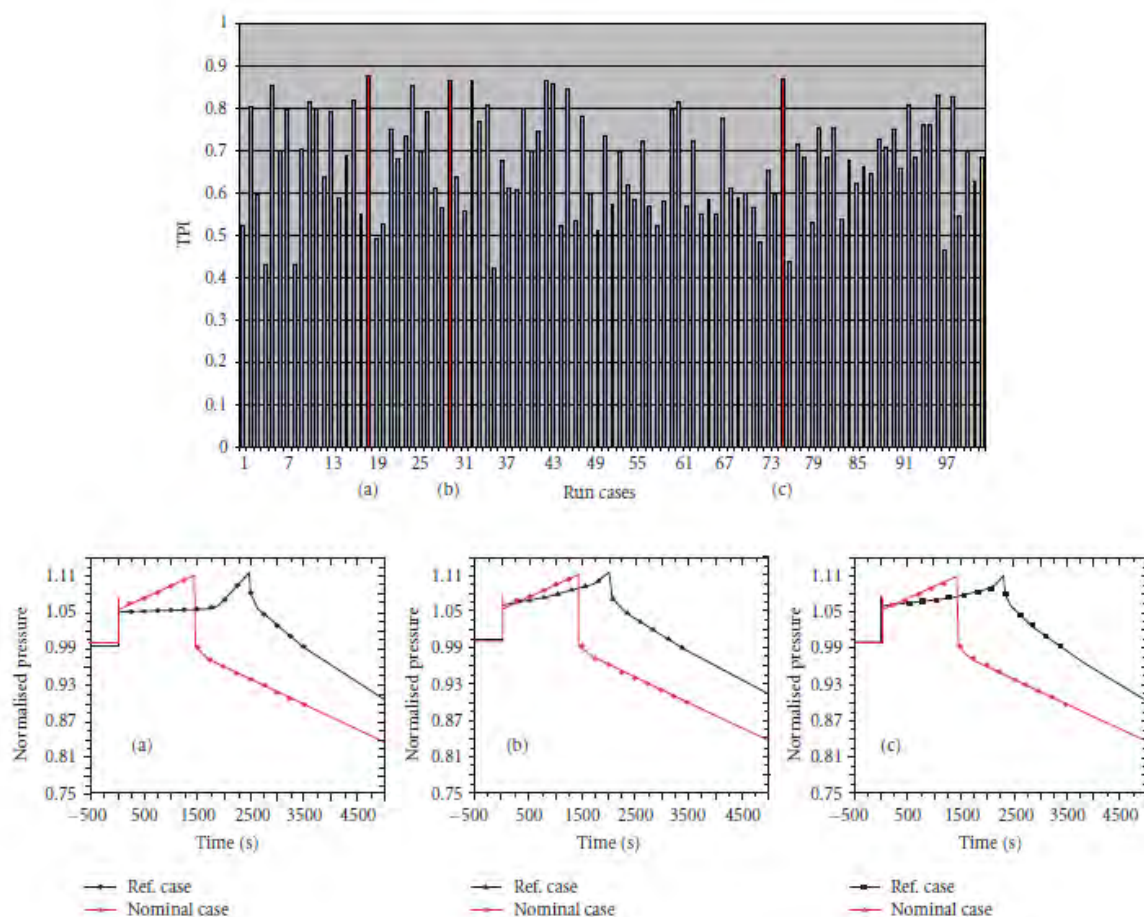 1
0.9
0.8
0.7
0.6
0.5
0.4
0.3
0.2
0.1
0
TPI
1 7 13 19 25 31 37 43 49 55 61 67 73 79 85 91 97
(a) (b) Run cases (c)
1.11
1.05
0.99
0.93
0.87
0.81
0.75
Normalised pressure
(a)
−500 500 1500 2500 3500 4500
Time (s)
Ref. case
Nominal case
1.11
1.05
0.99
0.93
0.87
0.81
0.75
Normalised pressure
(b)
−500 500 1500 2500 3500 4500
Time (s)
Ref. case
Nominal case
1.11
1.05
0.99
0.93
0.87
0.81
0.75
Normalised pressure
(c)
−500 500 1500 2500 3500 4500
Time (s)
Ref. case
Nominal case